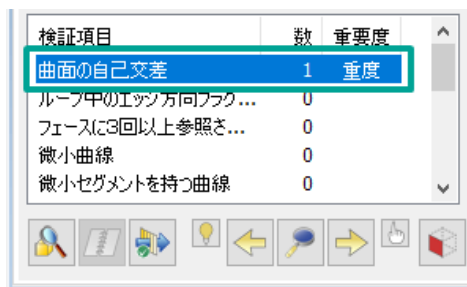 検証項目 数 重要度
曲面の自己交差 1 重度
ループ中のエッジ方向フラグ... 0
フェースに3回以上参照さ... 0
微小曲線 0
微小セグメントを持つ曲線 0